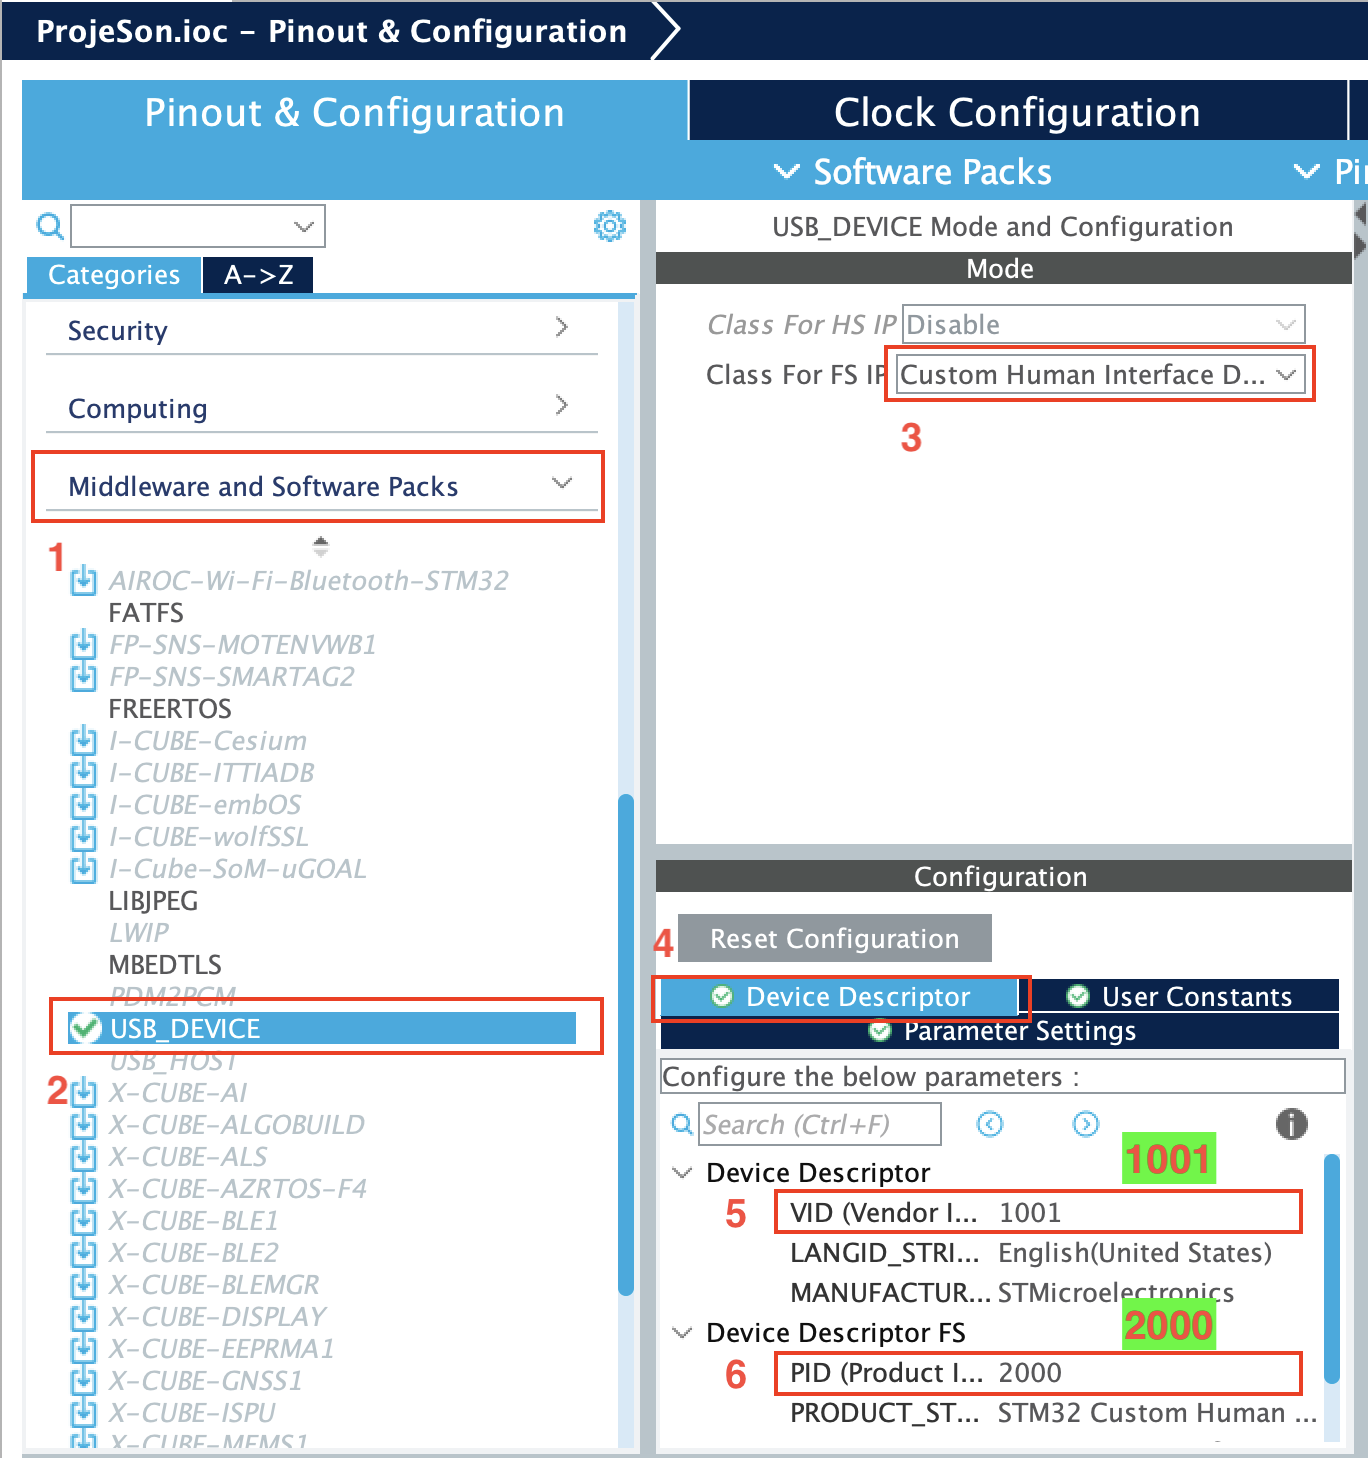 ProjeSon.ioc – Pinout & Configuration
Pinout & Configuration
Clock Configuration
Software Packs
USB_DEVICE Mode and Configuration
Categories
A->Z
Mode
Security
Class For HS IP Disable
Class For FS IP Custom Human Interface D...
3
Computing
Middleware and Software Packs
1
AIROC-Wi-Fi-Bluetooth-STM32
FATFS
FP-SNS-MOTENVWB1
FP-SNS-SMARTAG2
FREERTOS
I-CUBE-Cesium
I-CUBE-ITTIADB
I-CUBE-embOS
I-CUBE-wolfSSL
I-Cube-SoM-uGOAL
LIBJPEG
LWIP
MBEDTLS
PDM2PCM
USB_DEVICE
USB_HOST
2
X-CUBE-AI
X-CUBE-ALGOBUILD
X-CUBE-ALS
X-CUBE-AZRTOS-F4
X-CUBE-BLE1
X-CUBE-BLE2
X-CUBE-BLEMGR
X-CUBE-DISPLAY
X-CUBE-EEPRMA1
X-CUBE-GNSS1
X-CUBE-ISPU
X-CUBE-MEMS1
Configuration
4
Reset Configuration
Device Descriptor
User Constants
Parameter Settings
Configure the below parameters :
Search (Ctrl+F)
1001
Device Descriptor
5
VID (Vendor I... 1001
LANGID_STRI... English(United States)
MANUFACTUR... STMicroelectronics
2000
Device Descriptor FS
6
PID (Product I... 2000
PRODUCT_ST... STM32 Custom Human ...